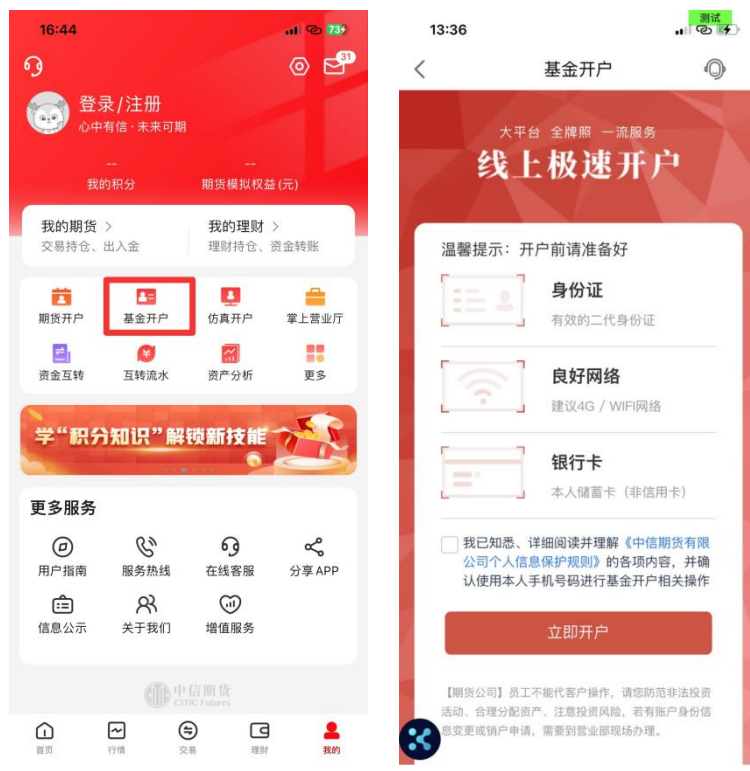 16:44
73
31
登录/注册
心中有信·未来可期
-- --
我的积分 期货模拟权益(元)
我的期货 > 我的理财 >
交易持仓、出入金 理财持仓、资金转账
期货开户 基金开户 仿真开户 掌上营业厅
资金互转 互转流水 资产分析 更多
学“积分知识”解锁新技能
更多服务
用户指南 服务热线 在线客服 分享APP
信息公示 关于我们 增值服务
中信期货
CITIC Futures
首页 行情 交易 理财 我的
测试
13:36
基金开户
大平台 全牌照 一流服务
线上极速开户
温馨提示：开户前请准备好
身份证
有效的二代身份证
良好网络
建议4G / WIFI网络
银行卡
本人储蓄卡（非信用卡）
我已知悉、详细阅读并理解《中信期货有限
公司个人信息保护规则》的各项内容，并确
认使用本人手机号码进行基金开户相关操作
立即开户
【期货公司】员工不能代客户操作，请您防范非法投资
活动、合理分配资产、注意投资风险，若有账户身份信
息变更或销户申请，需要到营业部现场办理。